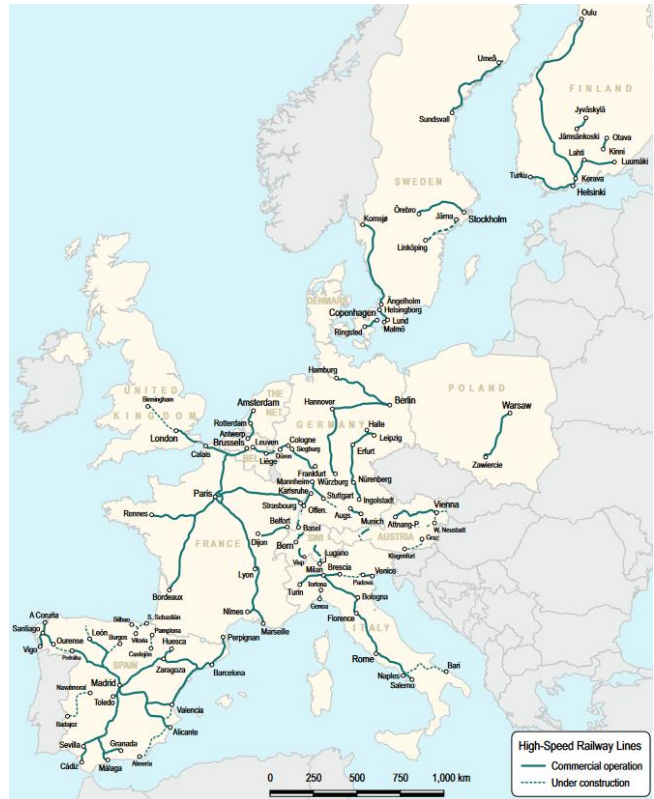 Oulu
Umeå
FINLAND
Jyväskylä
Sundsvall
Jämsänkoski
Otava
Kinni
Lahti
Luumäki
Turku
Kerava
Helsinki
SWEDEN
Örebro
Järna
Stockholm
Kornsjø
Linköping
DENMARK
Ängelholm
Helsingborg
Copenhagen
Lund
Malmö
Ringsted
Hamburg
POLAND
UNITED
KINGDOM
Birmingham
THE
NET.
Amsterdam
Hannover
Berlin
Warsaw
Rotterdam
GERMANY
London
Antwerp
Halle
Brussels
Leuven
Cologne
Leipzig
Calais
BEL.
Siegburg
Düren
Erfurt
Zawiercie
Liège
Frankfurt
Würzburg
Mannheim
Nürenberg
Karlsruhe
Paris
Stuttgart
Ingolstadt
Strasbourg
Offen.
Rennes
Augs.
Munich
Vienna
Belfort
Basel
Attnang-P.
W. Neustadt
FRANCE
Dijon
Bern
SWI
AUSTRIA
Graz
Lugano
Klagenfurt
Visp
Lyon
Milan
Brescia
Venice
Turin
Tortona
Padova
Bordeaux
Genoa
Bologna
A Coruña
Bilbao
S. Sebastián
Nîmes
Florence
Santiago
León
Marseille
Ourense
Burgos
Vitoria
Pamplona
Perpignan
ITALY
Vigo
Pedralba
Castejón
Huesca
SPAIN
Zaragoza
Barcelona
Rome
Bari
Madrid
Naples
Navalmoral
Toledo
Salerno
Valencia
Badajoz
Alicante
Sevilla
Granada
Cádiz
Málaga
Almería
High-Speed Railway Lines
Commercial operation
Under construction
0 250 500 750 1,000 km